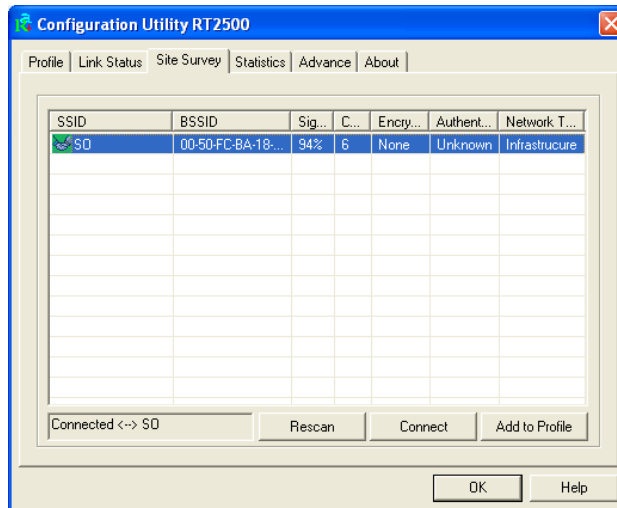 Configuration Utility RT2500
Profile Link Status Site Survey Statistics Advance About
SSID BSSID Sig... C... Encry... Authent... Network T...
SO 00-50-FC-BA-18-... 94% 6 None Unknown Infrastrucure
Connected <--> SO Rescan Connect Add to Profile
OK Help